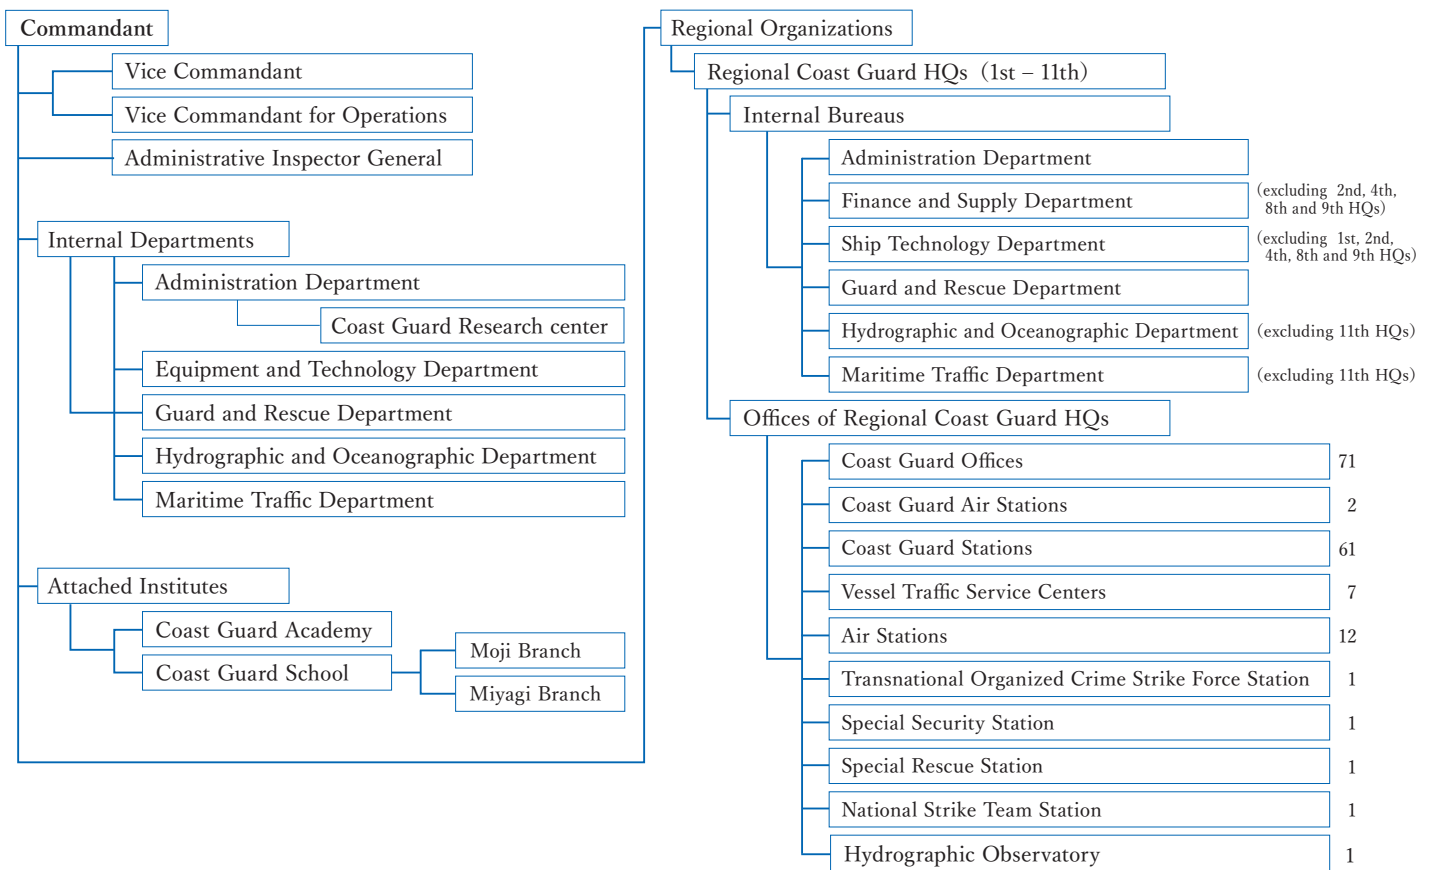 Commandant
Vice Commandant
Vice Commandant for Operations
Administrative Inspector General
Internal Departments
Administration Department
Coast Guard Research center
Equipment and Technology Department
Guard and Rescue Department
Hydrographic and Oceanographic Department
Maritime Traffic Department
Attached Institutes
Coast Guard Academy
Coast Guard School
Moji Branch
Miyagi Branch
Regional Organizations
Regional Coast Guard HQs (1st – 11th)
Internal Bureaus
Administration Department
Finance and Supply Department
(excluding 2nd, 4th,
8th and 9th HQs)
Ship Technology Department
(excluding 1st, 2nd,
4th, 8th and 9th HQs)
Guard and Rescue Department
Hydrographic and Oceanographic Department (excluding 11th HQs)
Maritime Traffic Department (excluding 11th HQs)
Offices of Regional Coast Guard HQs
Coast Guard Offices 71
Coast Guard Air Stations 2
Coast Guard Stations 61
Vessel Traffic Service Centers 7
Air Stations 12
Transnational Organized Crime Strike Force Station 1
Special Security Station 1
Special Rescue Station 1
National Strike Team Station 1
Hydrographic Observatory 1